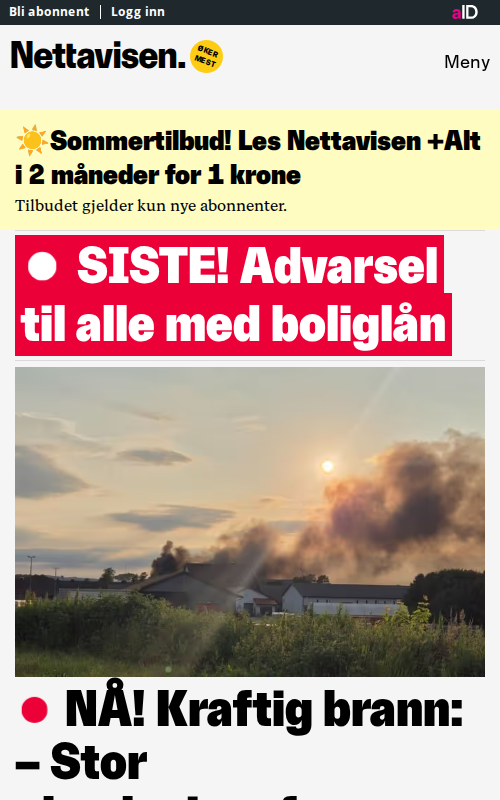 Bli abonnent | Logg inn
aID
Nettavisen.
ØKER
MEST
Meny
☀️Sommertilbud! Les Nettavisen +Alt
i 2 måneder for 1 krone
Tilbudet gjelder kun nye abonnenter.
SISTE! Advarsel
til alle med boliglån
NÅ! Kraftig brann:
– Stor